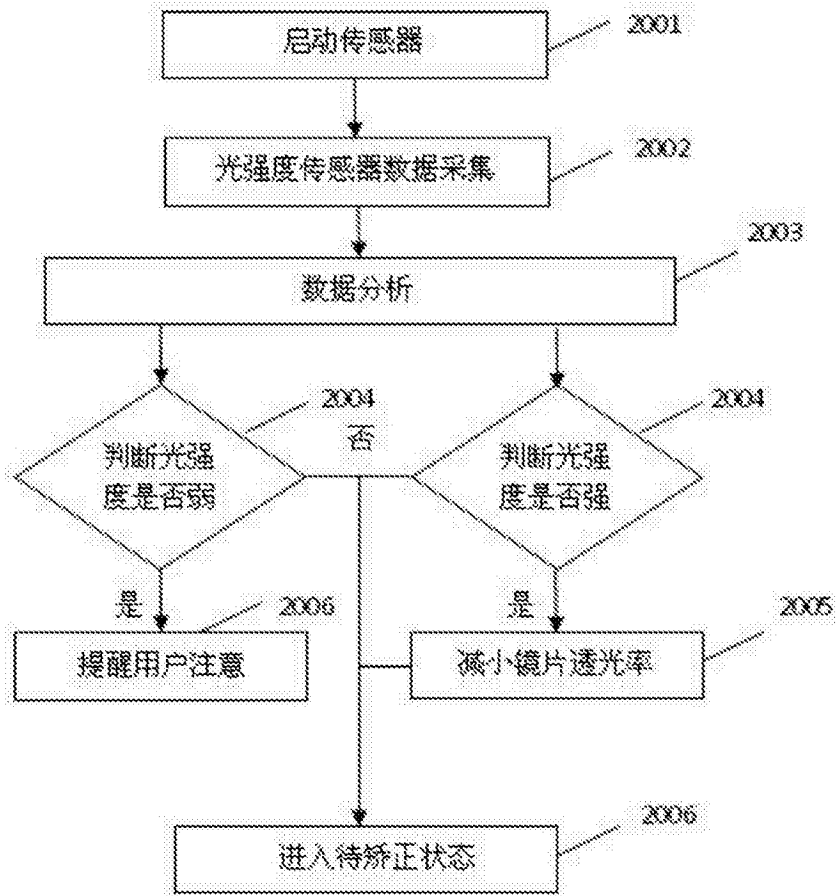 启动传感器
2001
光强度传感器数据采集
2002
2003
数据分析
2004
2004
否
判断光强
度是否弱
判断光强
度是否强
是
2006
是
2005
提醒用户注意
减小镜片透光率
2006
进入待矫正状态